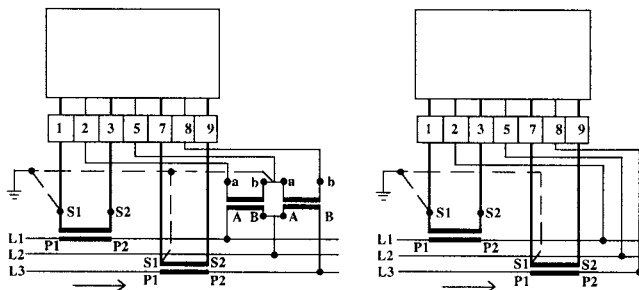 1 2 3 5 7 8 9
a b a b
S1 S2
A B A B
L1
P1 P2
L2
S1 S2
L3
P1 P2
1 2 3 5 7 8 9
S1 S2
L1
P1 P2
L2
S1 S2
L3
P1 P2